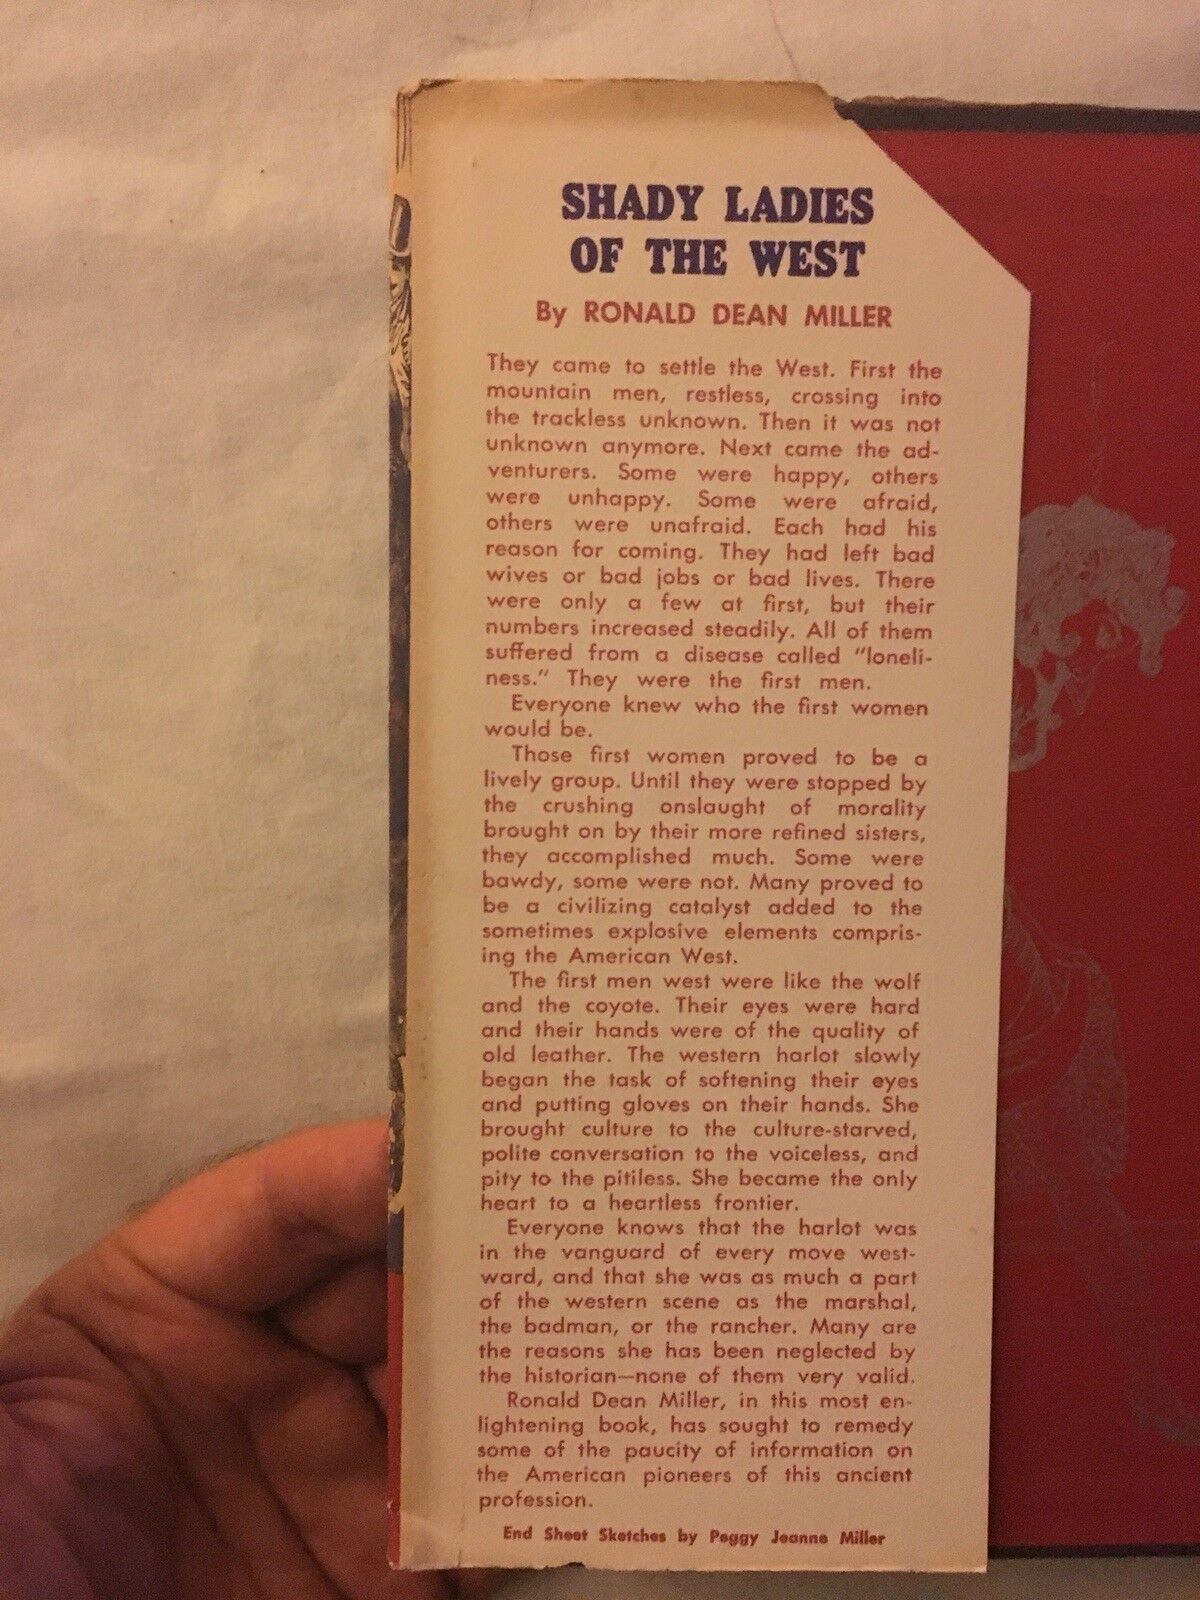 SHADY LADIES
OF THE WEST
By RONALD DEAN MILLER
They came to settle the West. First the
mountain men, restless, crossing into
the trackless unknown. Then it was not
unknown anymore. Next came the ad-
venturers. Some were happy, others
were unhappy. Some were afraid,
others were unafraid. Each had his
reason for coming. They had left bad
wives or bad jobs or bad lives. There
were only a few at first, but their
numbers increased steadily. All of them
suffered from a disease called "loneli-
ness." They were the first men.
Everyone knew who the first women
would be.
Those first women proved to be a
lively group. Until they were stopped by
the crushing onslaught of morality
brought on by their more refined sisters,
they accomplished much. Some were
bawdy, some were not. Many proved to
be a civilizing catalyst added to the
sometimes explosive elements compris-
ing the American West.
The first men west were like the wolf
and the coyote. Their eyes were hard
and their hands were of the quality of
old leather. The western harlot slowly
began the task of softening their eyes
and putting gloves on their hands. She
brought culture to the culture-starved,
polite conversation to the voiceless, and
pity to the pitiless. She became the only
heart to a heartless frontier.
Everyone knows that the harlot was
in the vanguard of every move west-
ward, and that she was as much a part
of the western scene as the marshal,
the badman, or the rancher. Many are
the reasons she has been neglected by
the historian—none of them very valid.
Ronald Dean Miller, in this most en-
lightening book, has sought to remedy
some of the paucity of information on
the American pioneers of this ancient
profession.
End Sheet Sketches by Peggy Jeanne Miller